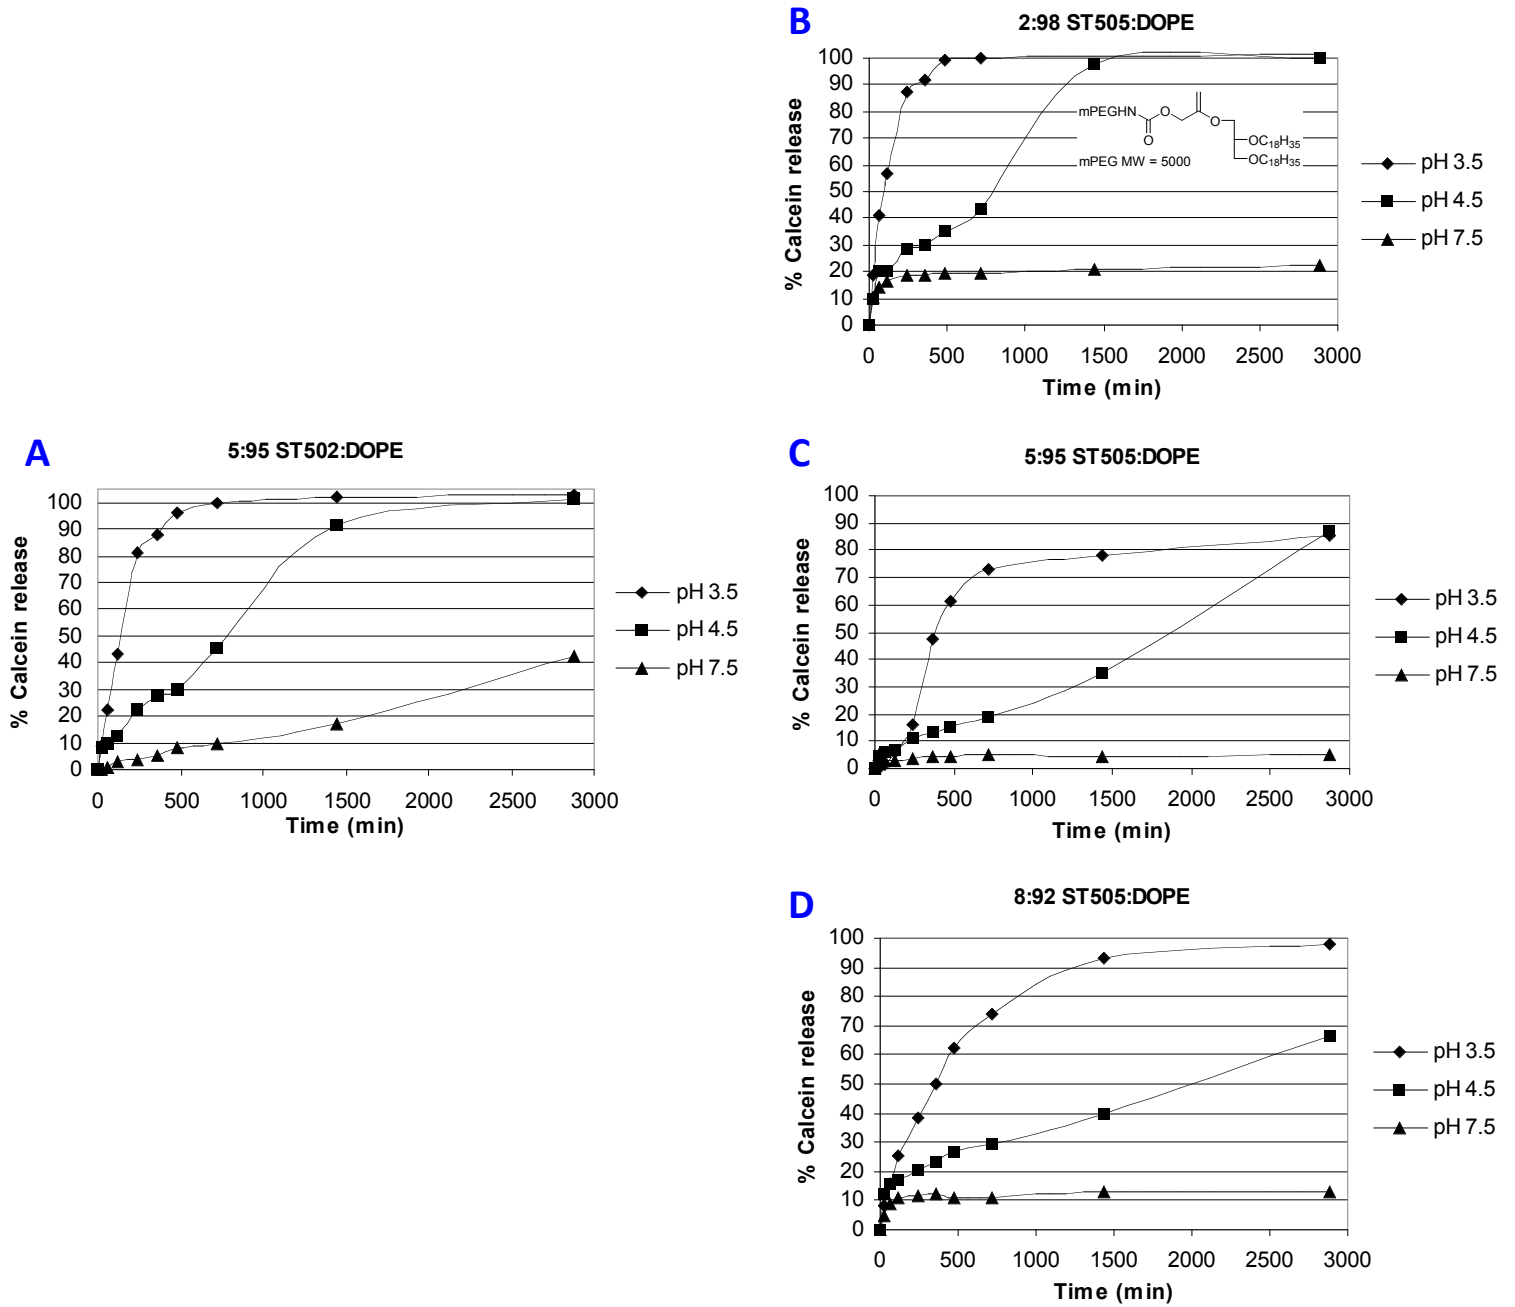 B
2:98 ST505:DOPE
% Calcein release
100
90
80
70
60
50
40
30
20
10
0
mPEGHN
O
O
O
OC18H35
OC18H35
mPEG MW = 5000
pH 3.5
pH 4.5
pH 7.5
0 500 1000 1500 2000 2500 3000
Time (min)
A
5:95 ST502:DOPE
% Calcein release
100
90
80
70
60
50
40
30
20
10
0
pH 3.5
pH 4.5
pH 7.5
0 500 1000 1500 2000 2500 3000
Time (min)
C
5:95 ST505:DOPE
% Calcein release
100
90
80
70
60
50
40
30
20
10
0
pH 3.5
pH 4.5
pH 7.5
0 500 1000 1500 2000 2500 3000
Time (min)
D
8:92 ST505:DOPE
% Calcein release
100
90
80
70
60
50
40
30
20
10
0
pH 3.5
pH 4.5
pH 7.5
0 500 1000 1500 2000 2500 3000
Time (min)